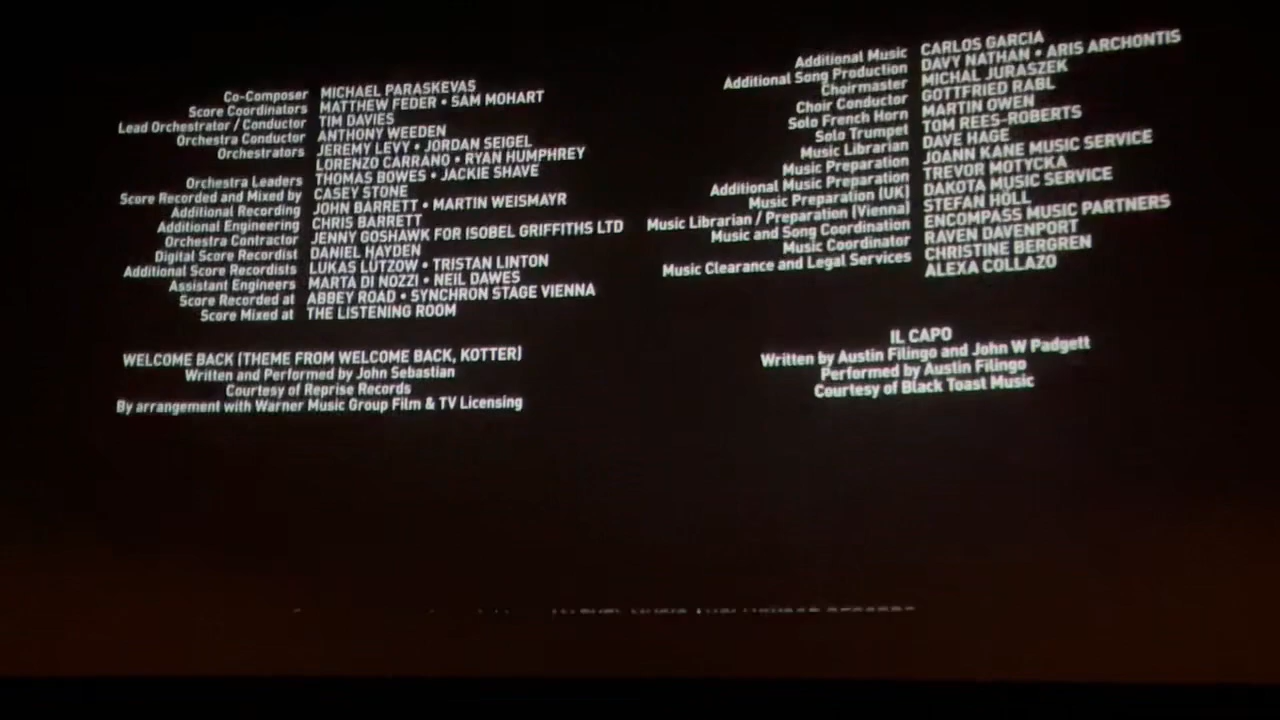 Co-Composer MICHAEL PARASKEVAS
Score Coordinators MATTHEW FEDER • SAM MOHART
Lead Orchestrator / Conductor TIM DAVIES
Orchestra Conductor ANTHONY WEEDEN
Orchestrators JEREMY LEVY • JORDAN SEIGEL
LORENZO CARRANO • RYAN HUMPHREY
Orchestra Leaders THOMAS BOWES • JACKIE SHAVE
Score Recorded and Mixed by CASEY STONE
Additional Recording JOHN BARRETT • MARTIN WEISMAYR
Additional Engineering CHRIS BARRETT
Orchestra Contractor JENNY GOSHAWK FOR ISOBEL GRIFFITHS LTD
Digital Score Recordist DANIEL HAYDEN
Additional Score Recordists LUKAS LÜTZOW • TRISTAN LINTON
Assistant Engineers MARTA DI NOZZI • NEIL DAWES
Score Recorded at ABBEY ROAD • SYNCHRON STAGE VIENNA
Score Mixed at THE LISTENING ROOM
WELCOME BACK (THEME FROM WELCOME BACK, KOTTER)
Written and Performed by John Sebastian
Courtesy of Reprise Records
By arrangement with Warner Music Group Film & TV Licensing
Additional Music CARLOS GARCIA
Additional Song Production DAVY NATHAN • ARIS ARCHONTIS
Choirmaster MICHAL JURASZEK
Choir Conductor GOTTFRIED RABL
Solo French Horn MARTIN OWEN
Solo Trumpet TOM REES-ROBERTS
Music Librarian DAVE HAGE
Music Preparation JOANN KANE MUSIC SERVICE
Additional Music Preparation TREVOR MOTYCKA
Music Preparation (UK) DAKOTA MUSIC SERVICE
Music Librarian / Preparation (Vienna) STEFAN HÖLL
Music and Song Coordination ENCOMPASS MUSIC PARTNERS
Music Coordinator RAVEN DAVENPORT
Music Clearance and Legal Services CHRISTINE BERGREN
ALEXA COLLAZO
IL CAPO
Written by Austin Filingo and John W Padgett
Performed by Austin Filingo
Courtesy of Black Toast Music